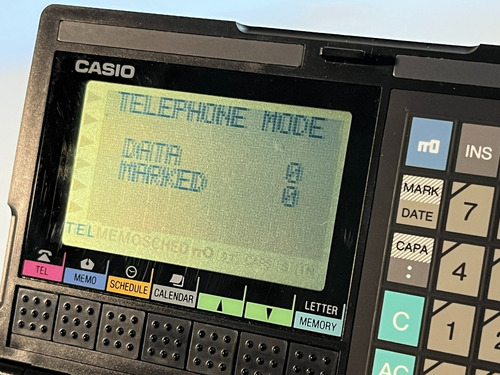 CASIO
TELEPHONE MODE
DATA 0
MARKED 0
TEL MEMO SCHED
TEL MEMO SCHEDULE CALENDAR ▲ ▼ LETTER
MEMORY
INS
MARK
DATE
7
CAPA
:
4
C
1
2
AC